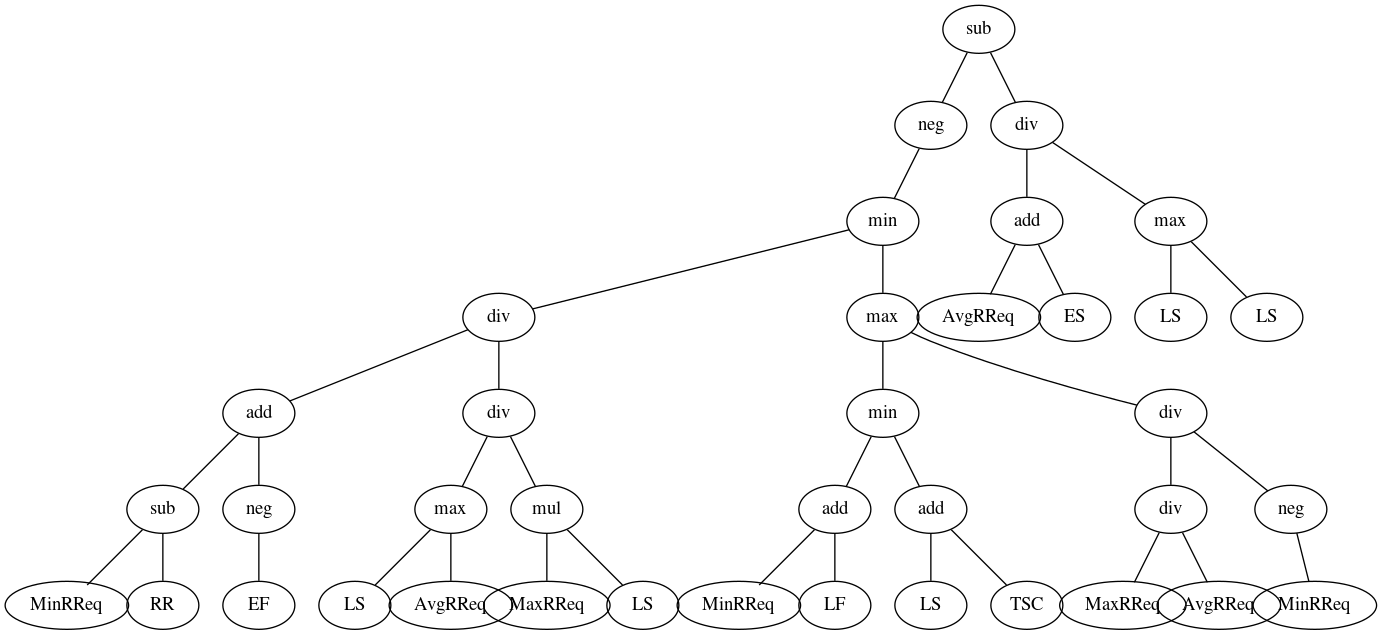 sub
neg div
min add max
div max AvgRReq ES LS LS
add div min div
sub neg max mul add add div neg
MinRReq RR EF LS AvgRReq MaxRReq LS MinRReq LF LS TSC MaxRReq AvgRReq MinRReq